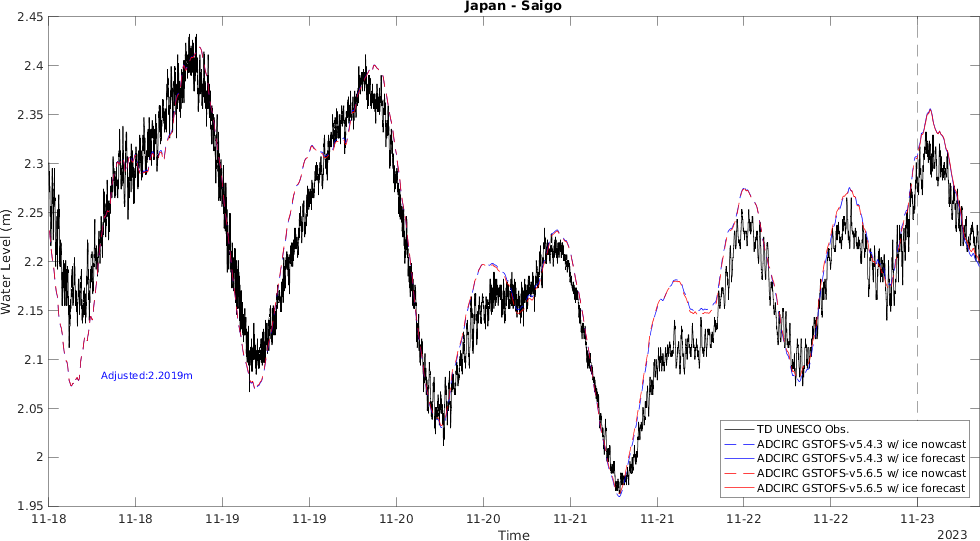 Japan - Saigo
2.45
2.4
2.35
2.3
2.25
2.2
2.15
2.1
2.05
2
1.95
Water Level (m)
Adjusted:2.2019m
TD UNESCO Obs.
ADCIRC GSTOFS-v5.4.3 w/ ice nowcast
ADCIRC GSTOFS-v5.4.3 w/ ice forecast
ADCIRC GSTOFS-v5.6.5 w/ ice nowcast
ADCIRC GSTOFS-v5.6.5 w/ ice forecast
11-18 11-18 11-19 11-19 11-20 11-20 11-21 11-21 11-22 11-22 11-23
Time
2023